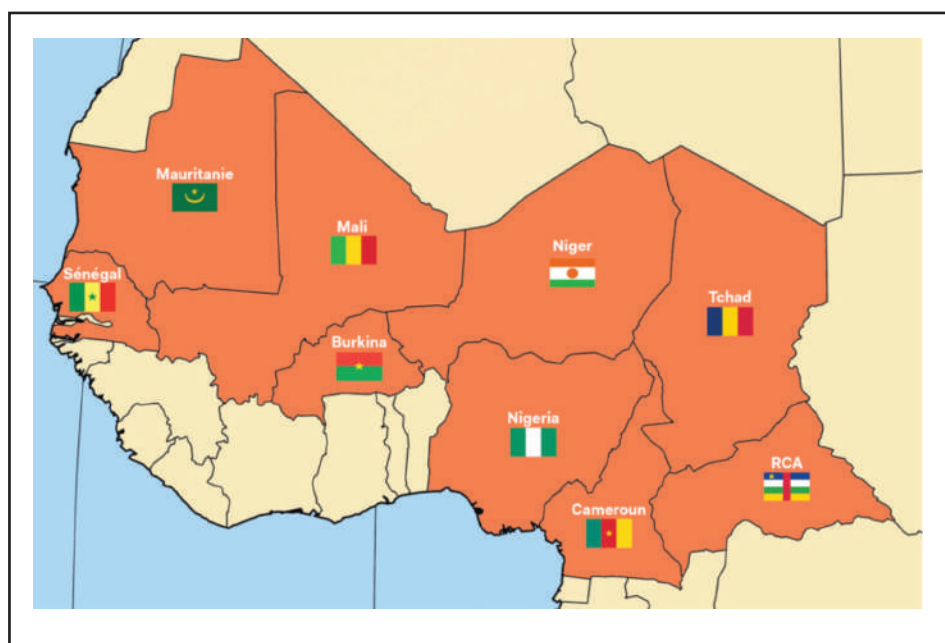 Mauritanie
Mali
Niger
Sénégal
Tchad
Burkina
Nigeria
RCA
Cameroun